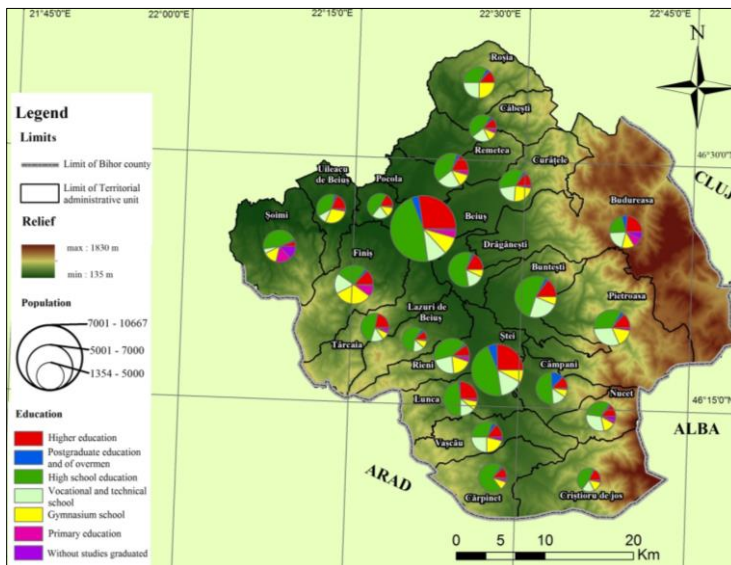 21°45'0"E
22°00'0"E
22°15'0"E
22°30'0"E
22°45'0"E
N
46°30'0"E
46°15'0"E
CLUJ
ALBA
ARAD
Roșia
Căbești
Remetea
Curățele
Uileacu
de Beiuș
Pocola
Budureasa
Șoimi
Beiuș
Drăgănești
Finiș
Buntești
Pietroasa
Lazuri de
Beiuș
Tărcaia
Ștei
Rieni
Câmpani
Nucet
Lunca
Vașcău
Cărpinet
Criștioru de jos
Legend
Limits
Limit of Bihor county
Limit of Territorial
administrative unit
Relief
max : 1830 m
min : 135 m
Population
7001 - 10667
5001 - 7000
1354 - 5000
Education
Higher education
Postgraduate education
and of overmen
High school education
Vocational and technical
school
Gymnasium school
Primary education
Without studies graduated
0 5 10 20
Km